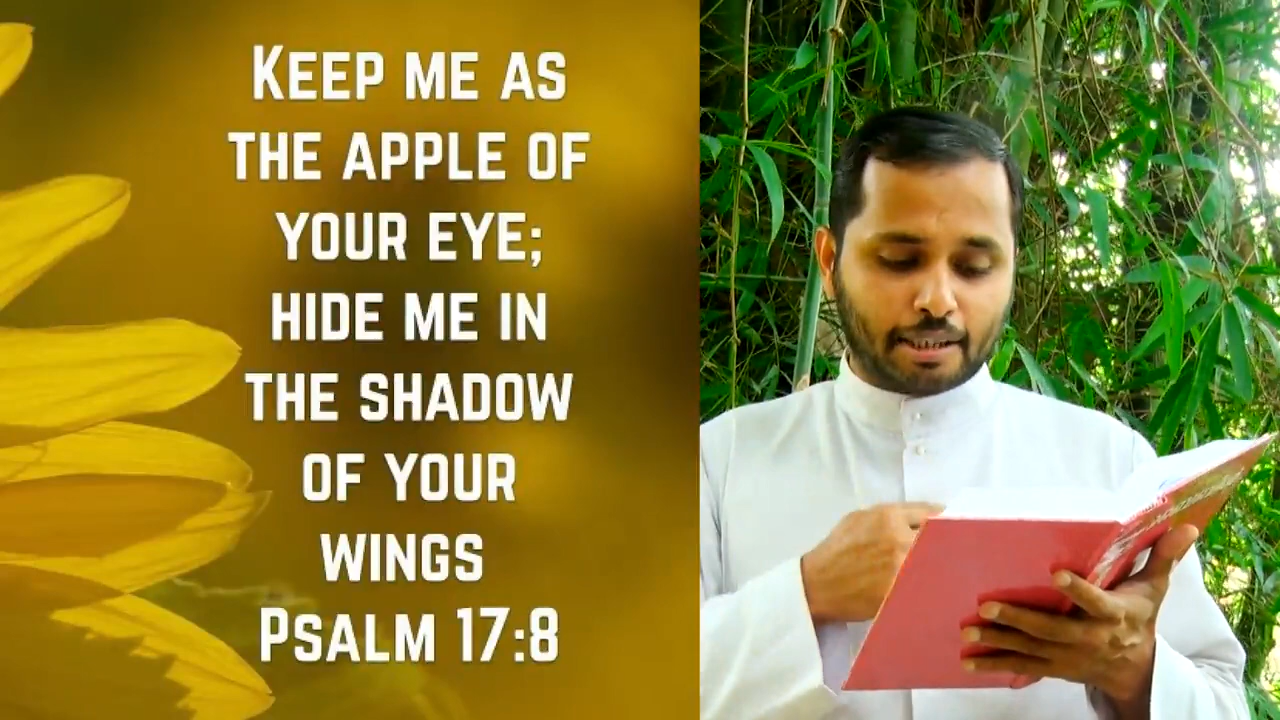 Keep me as
the apple of
your eye;
hide me in
the shadow
of your
wings
Psalm 17:8